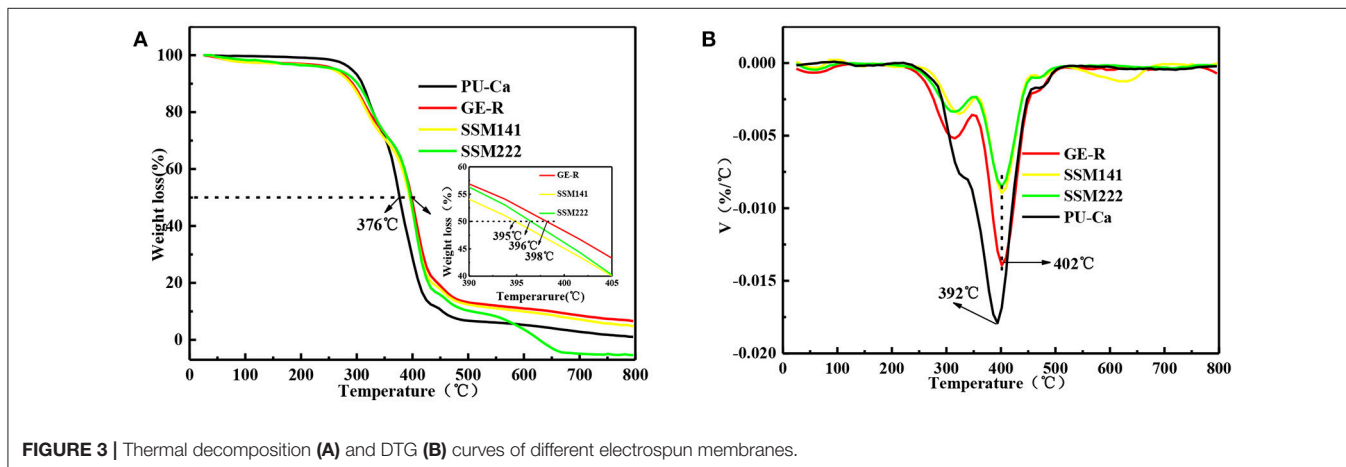 A
Weight loss(%)
100
80
60
40
20
0
PU-Ca
GE-R
SSM141
SSM222
376℃
Weight loss (%)
60
55
50
45
40
GE-R
SSM141
SSM222
395℃
396℃
398℃
390 395 400 405
Temperarure(℃)
0 100 200 300 400 500 600 700 800
Temperature（℃）
B
V（%/℃）
0.000
-0.005
-0.010
-0.015
-0.020
GE-R
SSM141
SSM222
PU-Ca
402℃
392℃
0 100 200 300 400 500 600 700 800
Temperature（℃）
FIGURE 3 | Thermal decomposition (A) and DTG (B) curves of different electrospun membranes.